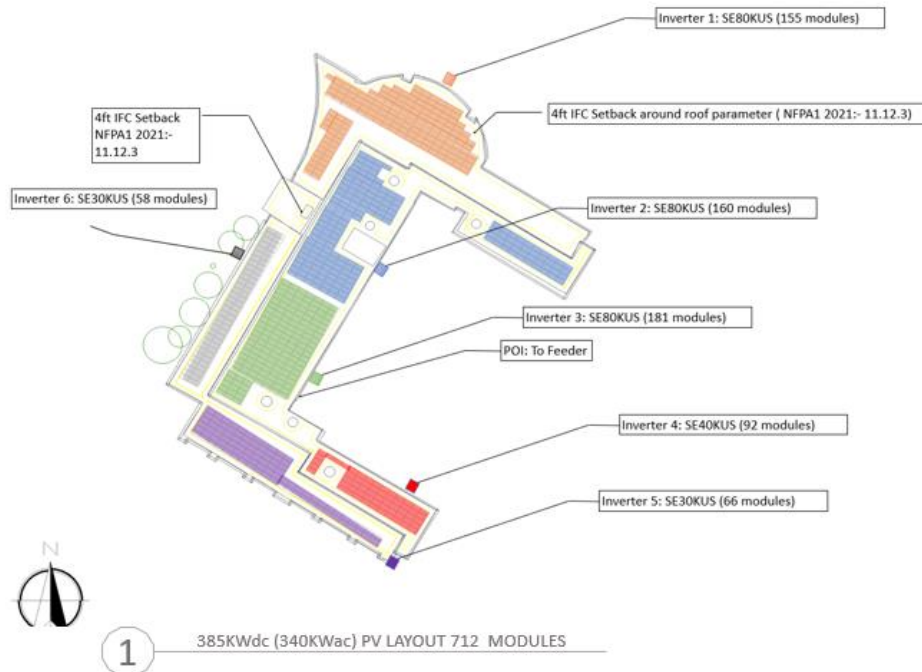 Inverter 1: SE80KUS (155 modules)
4ft IFC Setback
NFPA1 2021:-
11.12.3
4ft IFC Setback around roof parameter ( NFPA1 2021:- 11.12.3)
Inverter 6: SE30KUS (58 modules)
Inverter 2: SE80KUS (160 modules)
Inverter 3: SE80KUS (181 modules)
POI: To Feeder
Inverter 4: SE40KUS (92 modules)
Inverter 5: SE30KUS (66 modules)
N
1
385KWdc (340KWac) PV LAYOUT 712 MODULES